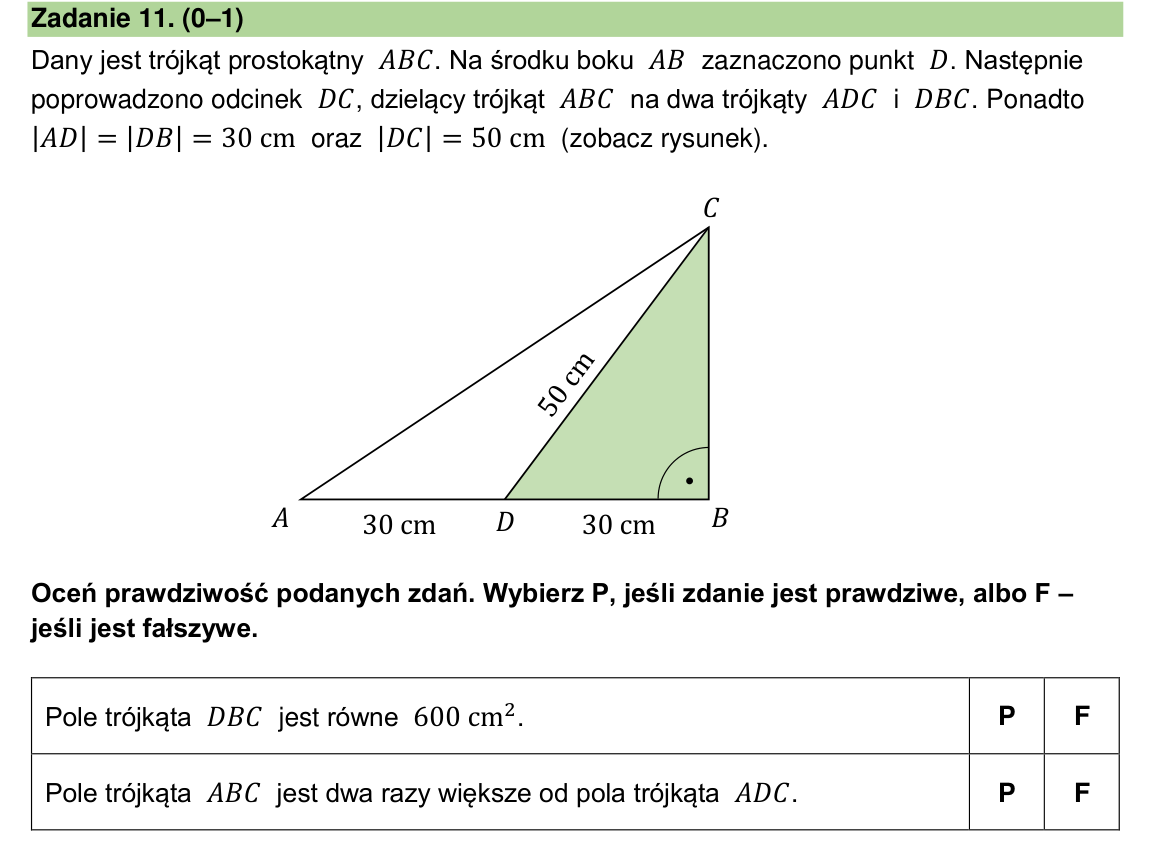 Zadanie 11. (0–1)
Dany jest trójkąt prostokątny ABC. Na środku boku AB zaznaczono punkt D. Następnie
poprowadzono odcinek DC, dzielący trójkąt ABC na dwa trójkąty ADC i DBC. Ponadto
|AD| = |DB| = 30 cm oraz |DC| = 50 cm (zobacz rysunek).
C
50 cm
A
30 cm
D
30 cm
B
Oceń prawdziwość podanych zdań. Wybierz P, jeśli zdanie jest prawdziwe, albo F –
jeśli jest fałszywe.
Pole trójkąta DBC jest równe 600 cm². P F
Pole trójkąta ABC jest dwa razy większe od pola trójkąta ADC. P F